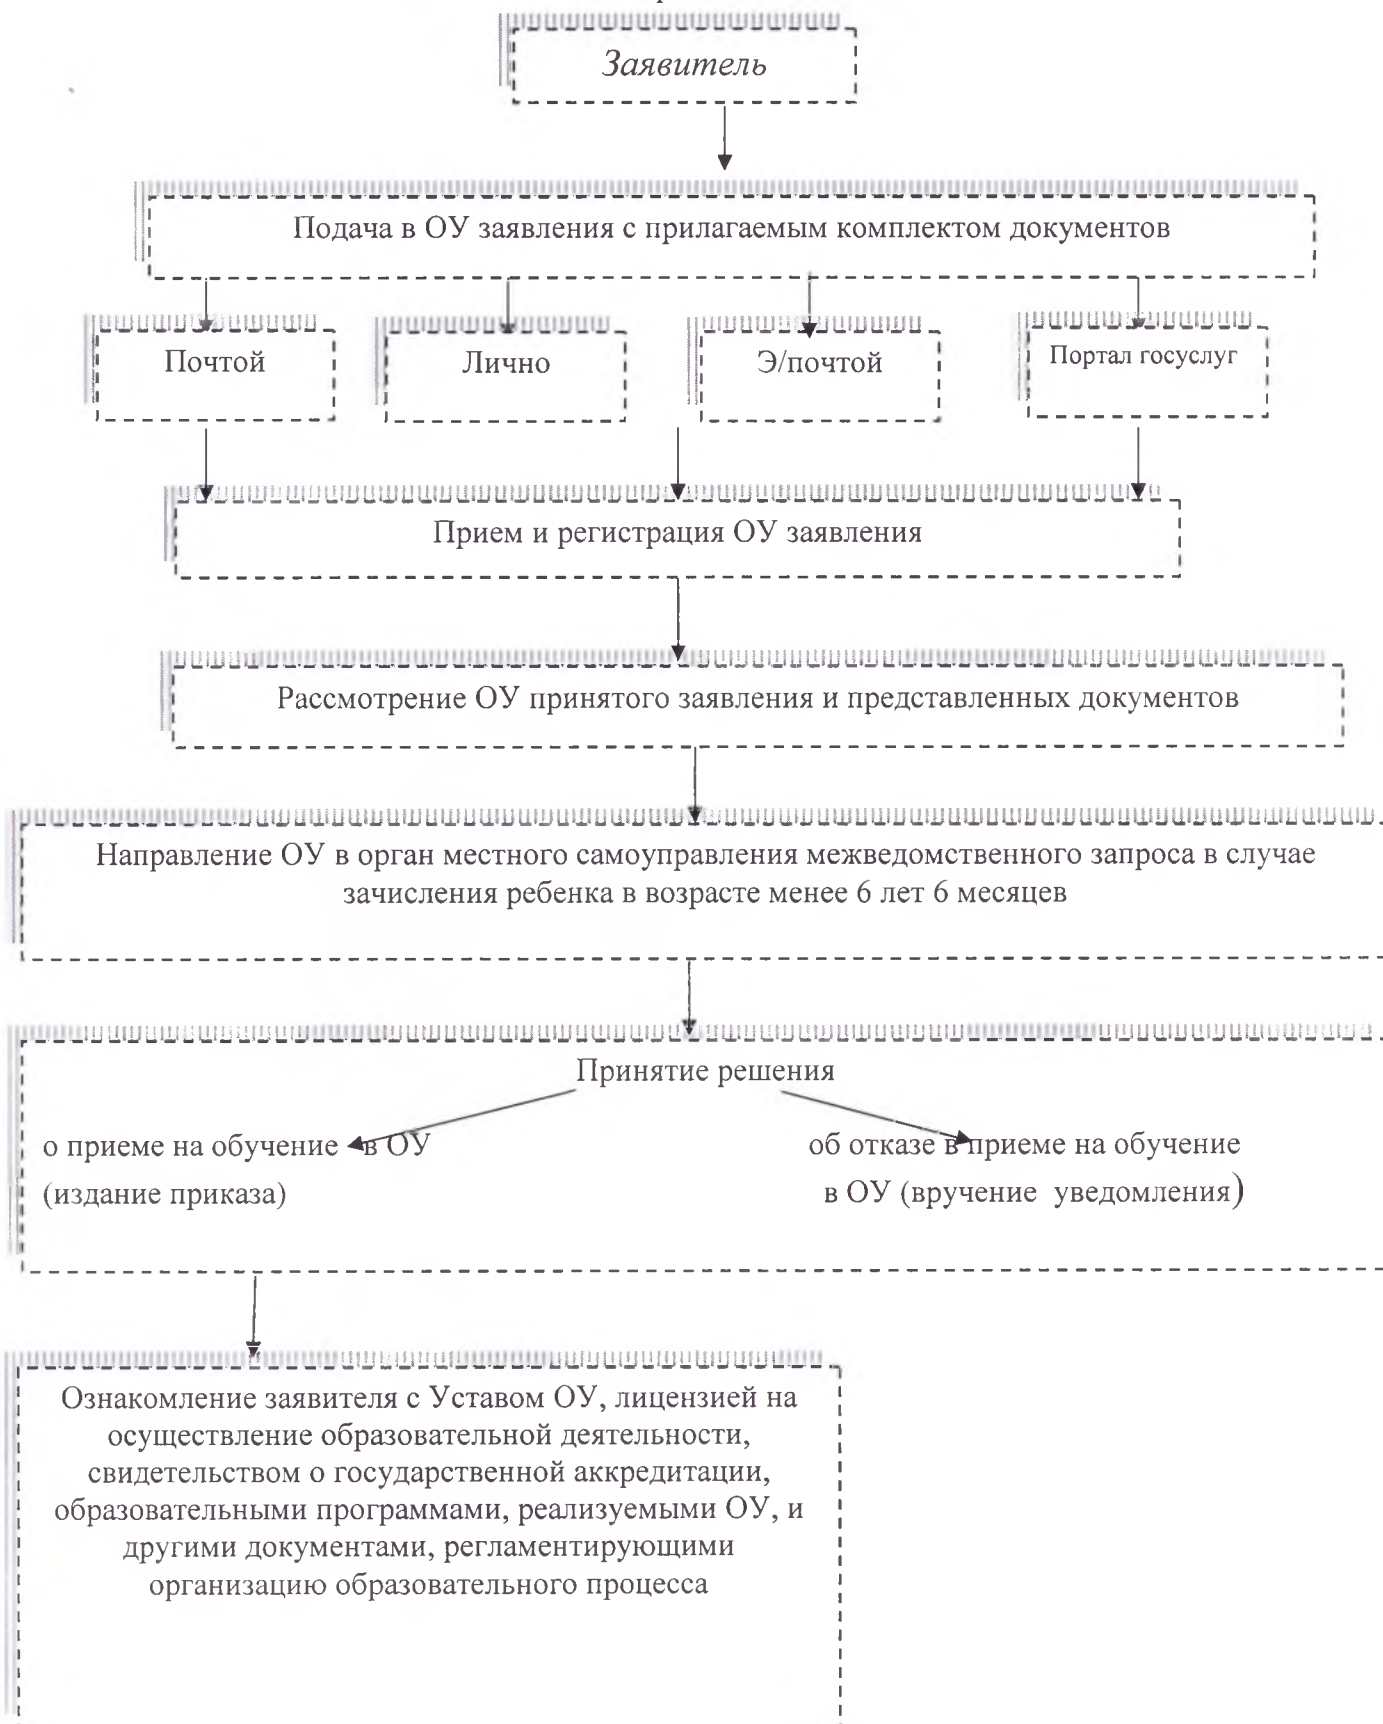 Заявитель
Подача в ОУ заявления с прилагаемым комплектом документов
Почтой
Лично
Э/почтой
Портал госуслуг
Прием и регистрация ОУ заявления
Рассмотрение ОУ принятого заявления и представленных документов
Направление ОУ в орган местного самоуправления межведомственного запроса в случае
зачисления ребенка в возрасте менее 6 лет 6 месяцев
Принятие решения
о приеме на обучение в ОУ
(издание приказа)
об отказе в приеме на обучение
в ОУ (вручение уведомления)
Ознакомление заявителя с Уставом ОУ, лицензией на
осуществление образовательной деятельности,
свидетельством о государственной аккредитации,
образовательными программами, реализуемыми ОУ, и
другими документами, регламентирующими
организацию образовательного процесса